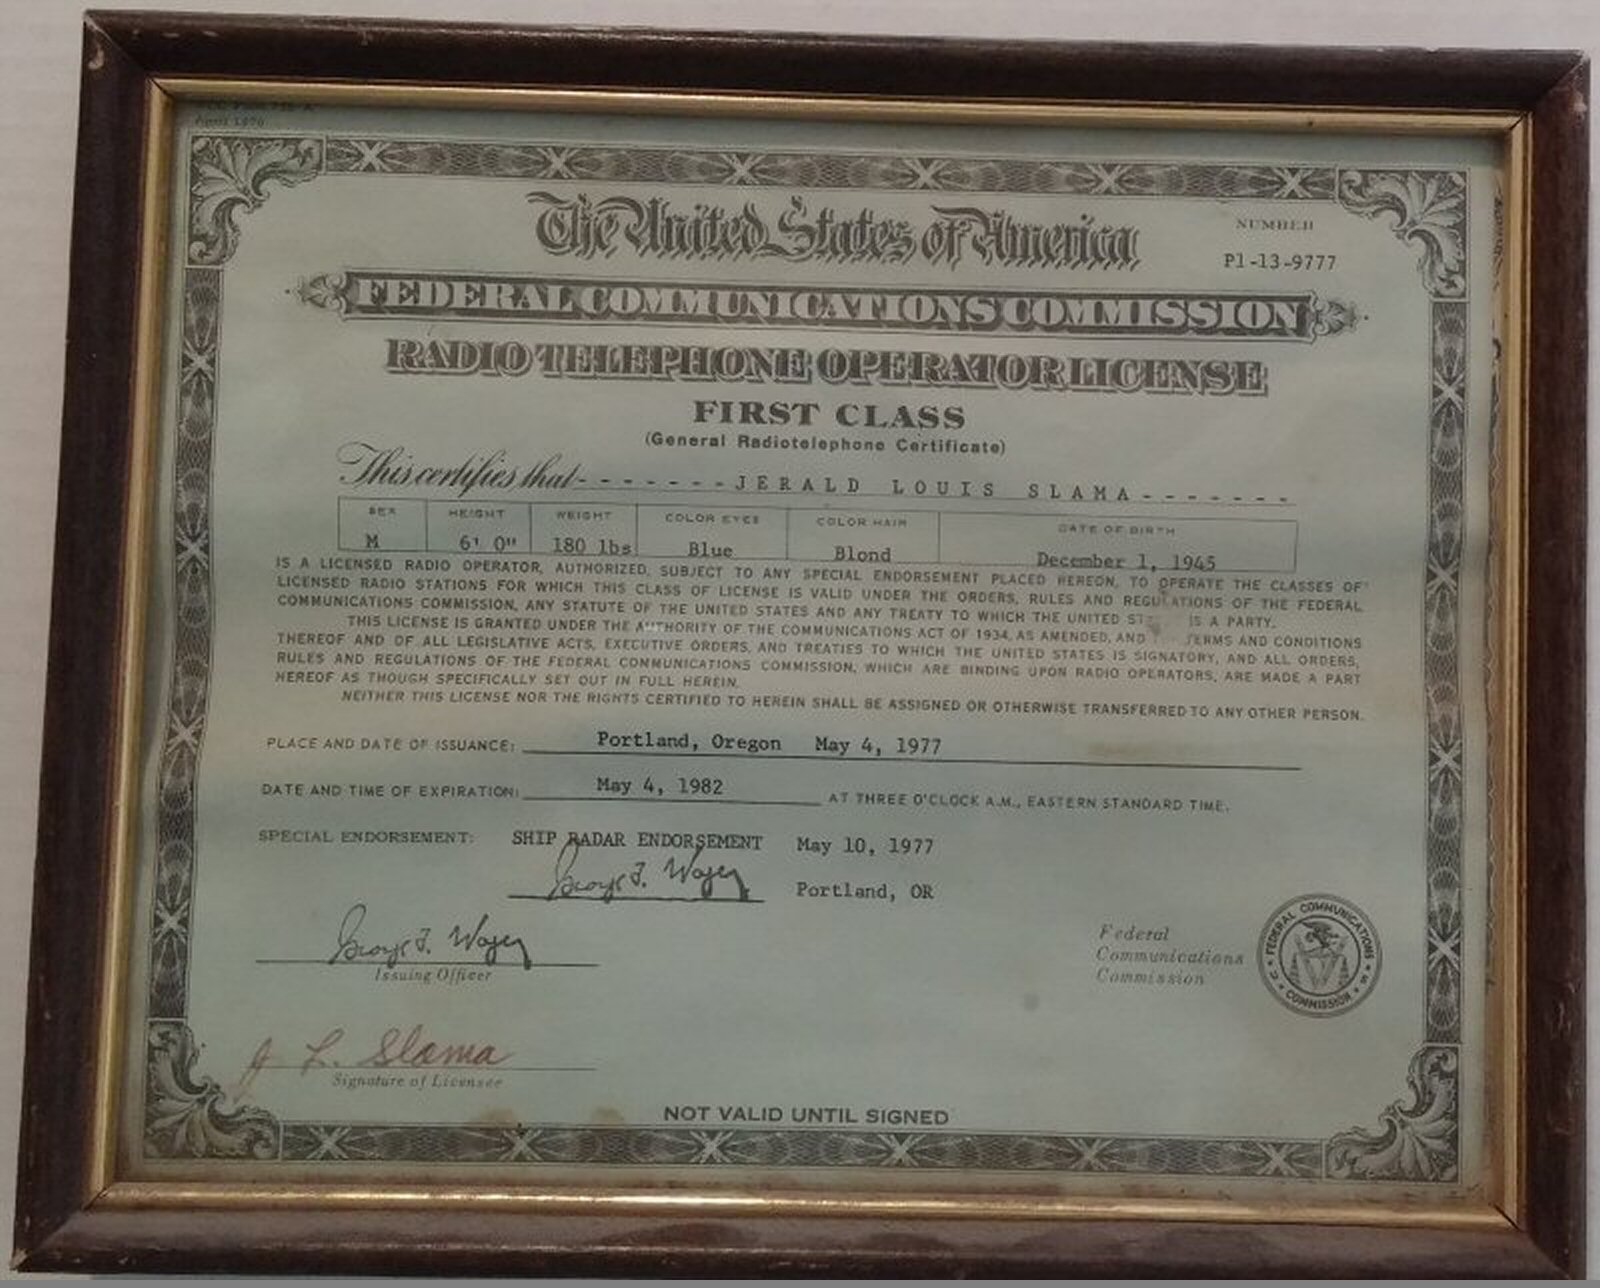 April 1970
The United States of America
NUMBER
P1-13-9777
FEDERAL COMMUNICATIONS COMMISSION
RADIO TELEPHONE OPERATOR LICENSE
FIRST CLASS
(General Radiotelephone Certificate)
This certifies that - - - - - - - JERALD LOUIS SLAMA - - - - - - -
SEX HEIGHT WEIGHT COLOR EYES COLOR HAIR DATE OF BIRTH
M 6' 0" 180 lbs Blue Blond December 1, 1945
IS A LICENSED RADIO OPERATOR, AUTHORIZED, SUBJECT TO ANY SPECIAL ENDORSEMENT PLACED HEREON, TO OPERATE THE CLASSES OF
LICENSED RADIO STATIONS FOR WHICH THIS CLASS OF LICENSE IS VALID UNDER THE ORDERS, RULES AND REGULATIONS OF THE FEDERAL
COMMUNICATIONS COMMISSION, ANY STATUTE OF THE UNITED STATES AND ANY TREATY TO WHICH THE UNITED IS A PARTY.
THIS LICENSE IS GRANTED UNDER THE AUTHORITY OF THE COMMUNICATIONS ACT OF 1934, AS AMENDED, AND TERMS AND CONDITIONS
THEREOF AND OF ALL LEGISLATIVE ACTS, EXECUTIVE ORDERS, AND TREATIES TO WHICH THE UNITED STATES IS SIGNATORY, AND ALL ORDERS,
RULES AND REGULATIONS OF THE FEDERAL COMMUNICATIONS COMMISSION, WHICH ARE BINDING UPON RADIO OPERATORS, ARE MADE A PART
HEREOF AS THOUGH SPECIFICALLY SET OUT IN FULL HEREIN.
NEITHER THIS LICENSE NOR THE RIGHTS CERTIFIED TO HEREIN SHALL BE ASSIGNED OR OTHERWISE TRANSFERRED TO ANY OTHER PERSON.
PLACE AND DATE OF ISSUANCE: Portland, Oregon May 4, 1977
DATE AND TIME OF EXPIRATION: May 4, 1982 AT THREE O'CLOCK A.M., EASTERN STANDARD TIME.
SPECIAL ENDORSEMENT: SHIP RADAR ENDORSEMENT May 10, 1977
Portland, OR
Issuing Officer
Federal
Communications
Commission
FEDERAL COMMUNICATIONS COMMISSION
J L. Slama
Signature of Licensee
NOT VALID UNTIL SIGNED